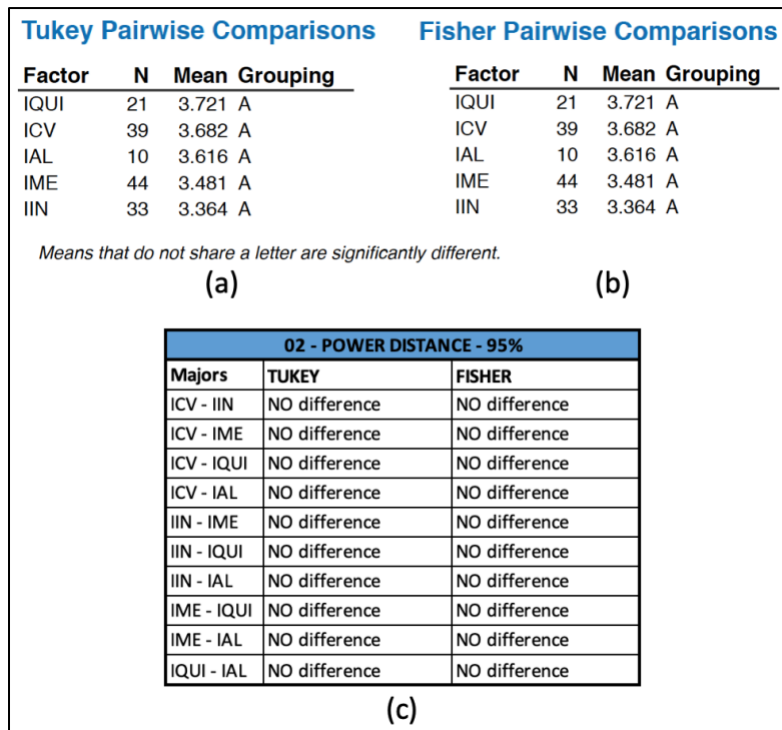 Tukey Pairwise Comparisons
Factor N Mean Grouping
IQUI 21 3.721 A
ICV 39 3.682 A
IAL 10 3.616 A
IME 44 3.481 A
IIN 33 3.364 A
Means that do not share a letter are significantly different.
(a)
Fisher Pairwise Comparisons
Factor N Mean Grouping
IQUI 21 3.721 A
ICV 39 3.682 A
IAL 10 3.616 A
IME 44 3.481 A
IIN 33 3.364 A
(b)
02 - POWER DISTANCE - 95%
Majors TUKEY FISHER
ICV - IIN NO difference NO difference
ICV - IME NO difference NO difference
ICV - IQUI NO difference NO difference
ICV - IAL NO difference NO difference
IIN - IME NO difference NO difference
IIN - IQUI NO difference NO difference
IIN - IAL NO difference NO difference
IME - IQUI NO difference NO difference
IME - IAL NO difference NO difference
IQUI - IAL NO difference NO difference
(c)